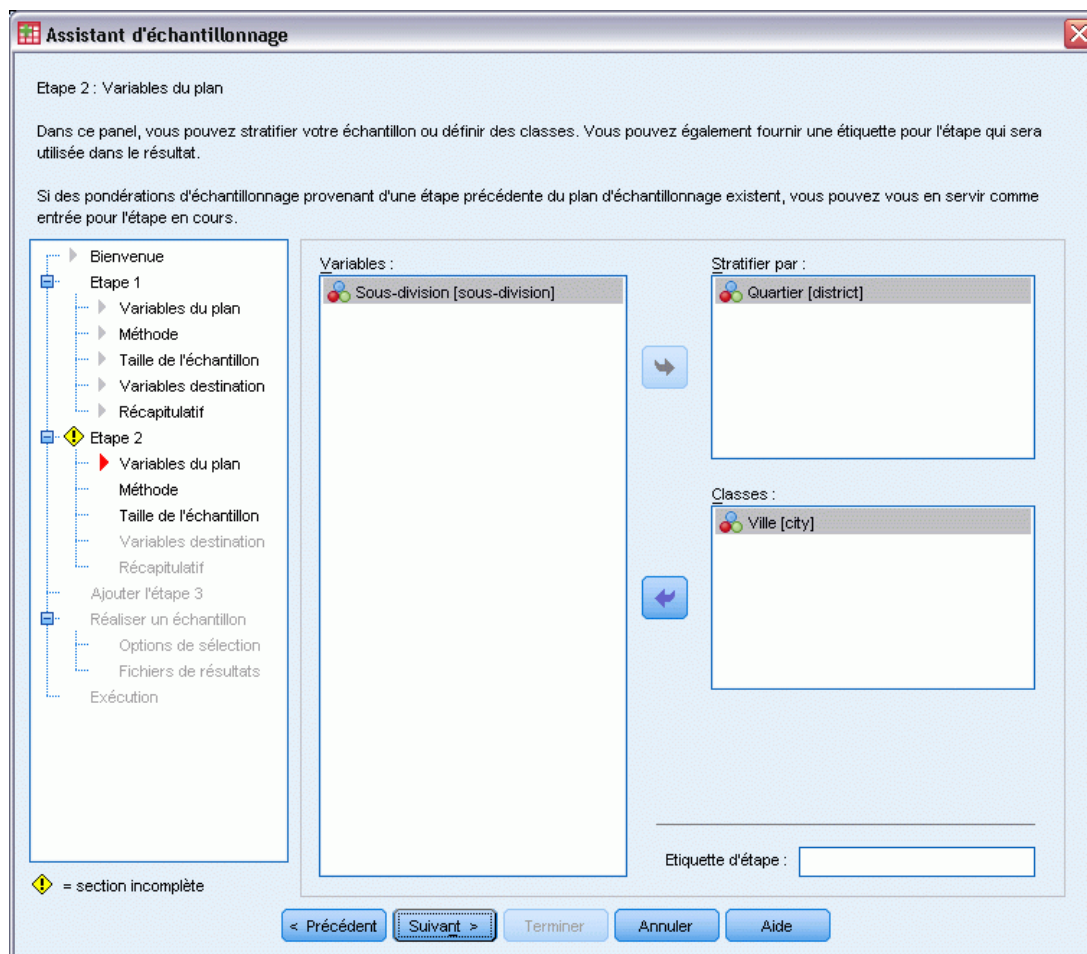 Assistant d'échantillonnage
Etape 2 : Variables du plan
Dans ce panel, vous pouvez stratifier votre échantillon ou définir des classes. Vous pouvez également fournir une étiquette pour l'étape qui sera
utilisée dans le résultat.
Si des pondérations d'échantillonnage provenant d'une étape précédente du plan d'échantillonnage existent, vous pouvez vous en servir comme
entrée pour l'étape en cours.
Bienvenue
Etape 1
Variables du plan
Méthode
Taille de l'échantillon
Variables destination
Récapitulatif
Etape 2
Variables du plan
Méthode
Taille de l'échantillon
Variables destination
Récapitulatif
Ajouter l'étape 3
Réaliser un échantillon
Options de sélection
Fichiers de résultats
Exécution
= section incomplète
Variables :
Sous-division [sous-division]
Stratifier par :
Quartier [district]
Classes :
Ville [city]
Etiquette d'étape :
< Précédent
Suivant >
Terminer
Annuler
Aide